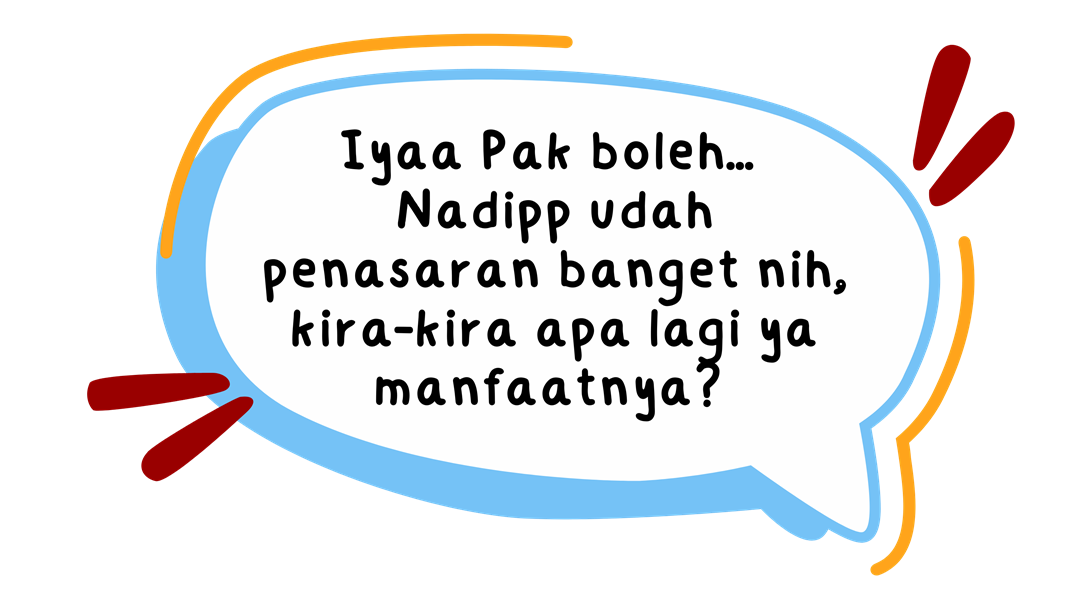 Iyaa Pak boleh...
Nadipp udah
penasaran banget nih,
kira-kira apa lagi ya
manfaatnya?